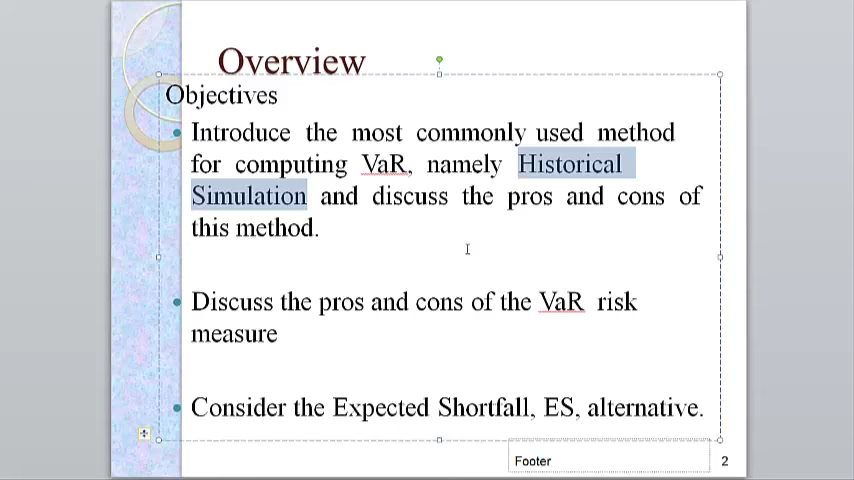 Overview
Objectives
Introduce the most commonly used method
for computing VaR, namely Historical
Simulation and discuss the pros and cons of
this method.
Discuss the pros and cons of the VaR risk
measure
Consider the Expected Shortfall, ES, alternative.
Footer
2